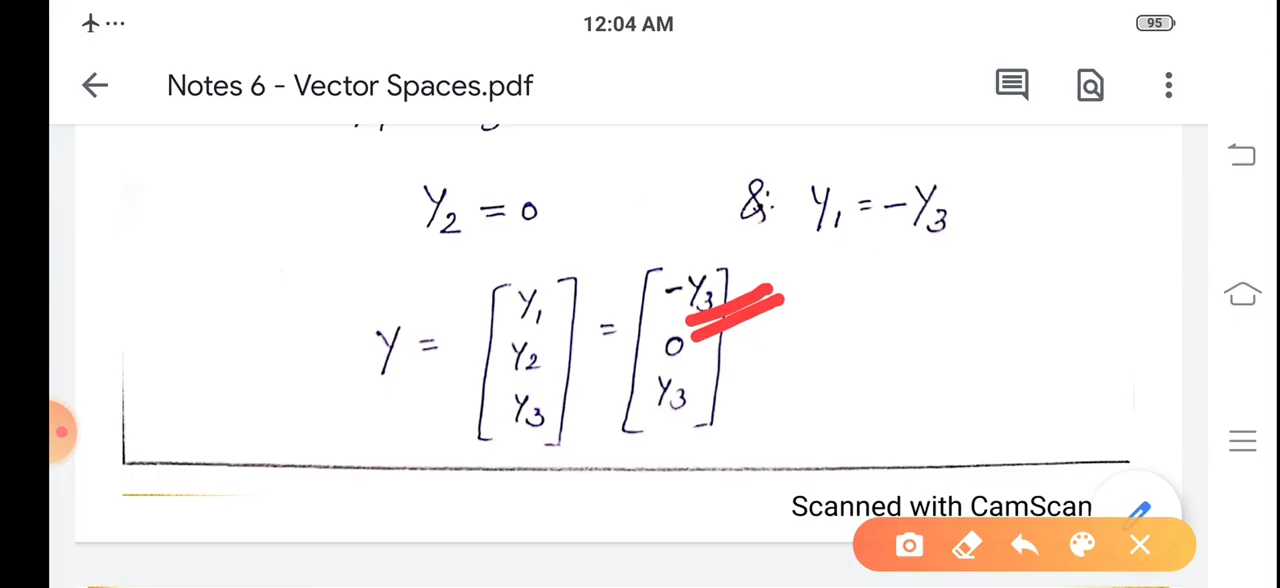 12:04 AM
95
Notes 6 - Vector Spaces.pdf
Y₂ = 0 & Y₁ = -Y₃
Y = [Y₁ Y₂ Y₃] = [-Y₃ 0 Y₃]
Scanned with CamScan